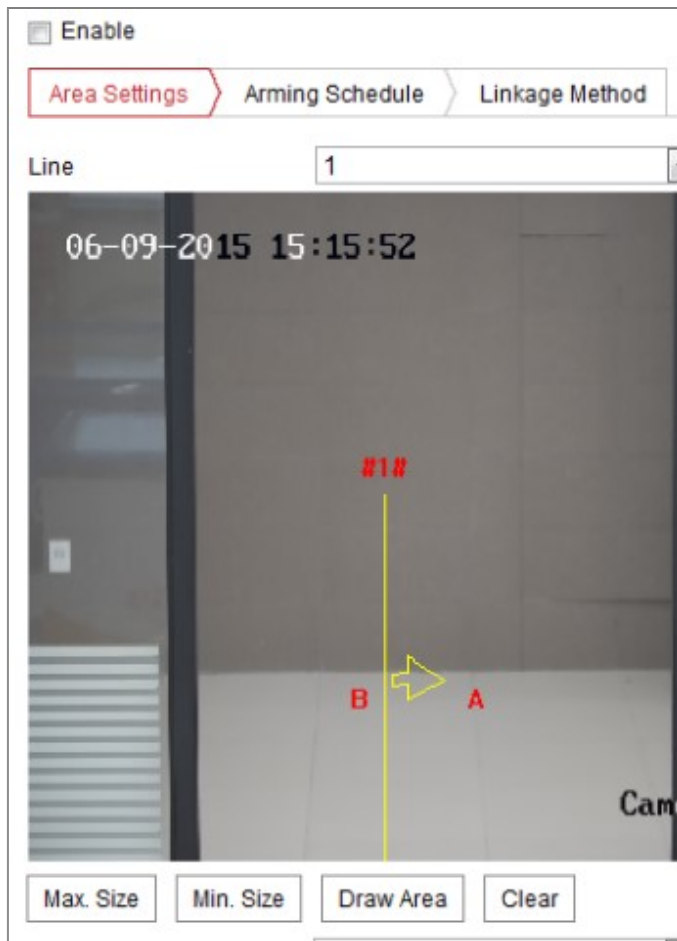 Enable
Area Settings Arming Schedule Linkage Method
Line 1
06-09-2015 15:15:52
#1#
B A
Cam
Max. Size Min. Size Draw Area Clear